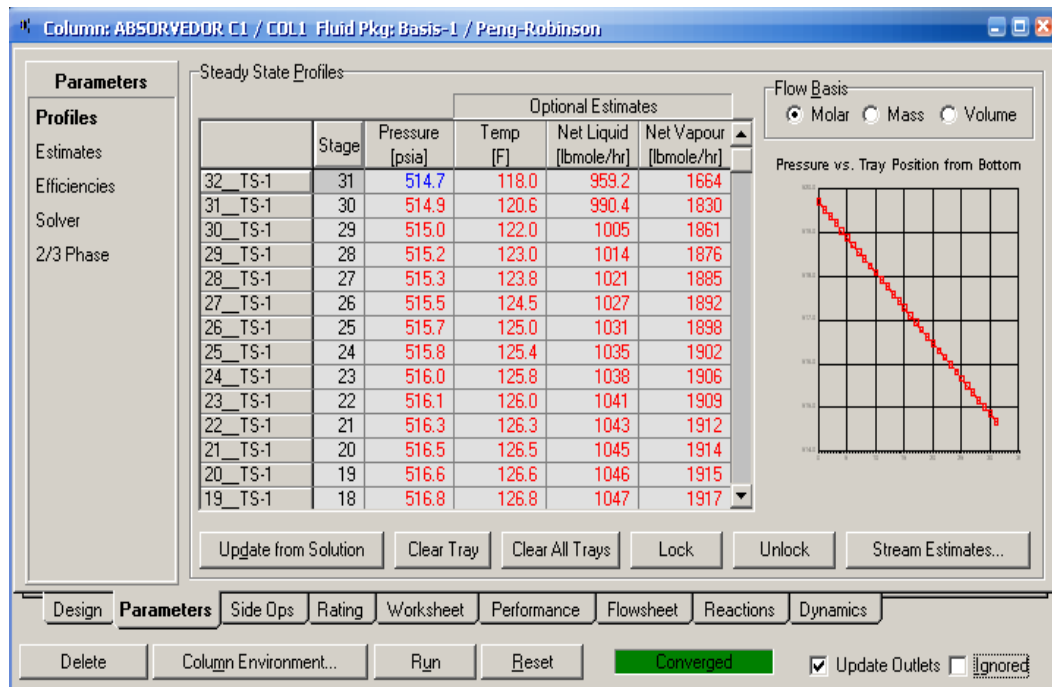 Column: ABSORVEDOR C1 / COL1 Fluid Pkg: Basis-1 / Peng-Robinson
Parameters
Profiles
Estimates
Efficiencies
Solver
2/3 Phase
Steady State Profiles
Optional Estimates
Stage Pressure [psia] Temp [F] Net Liquid [lbmole/hr] Net Vapour [lbmole/hr]
32__TS-1 31 514.7 118.0 959.2 1664
31__TS-1 30 514.9 120.6 990.4 1830
30__TS-1 29 515.0 122.0 1005 1861
29__TS-1 28 515.2 123.0 1014 1876
28__TS-1 27 515.3 123.8 1021 1885
27__TS-1 26 515.5 124.5 1027 1892
26__TS-1 25 515.7 125.0 1031 1898
25__TS-1 24 515.8 125.4 1035 1902
24__TS-1 23 516.0 125.8 1038 1906
23__TS-1 22 516.1 126.0 1041 1909
22__TS-1 21 516.3 126.3 1043 1912
21__TS-1 20 516.5 126.5 1045 1914
20__TS-1 19 516.6 126.6 1046 1915
19__TS-1 18 516.8 126.8 1047 1917
Flow Basis
Molar Mass Volume
Pressure vs. Tray Position from Bottom
Update from Solution Clear Tray Clear All Trays Lock Unlock Stream Estimates...
Design Parameters Side Ops Rating Worksheet Performance Flowsheet Reactions Dynamics
Delete Column Environment... Run Reset Converged Update Outlets Ignored